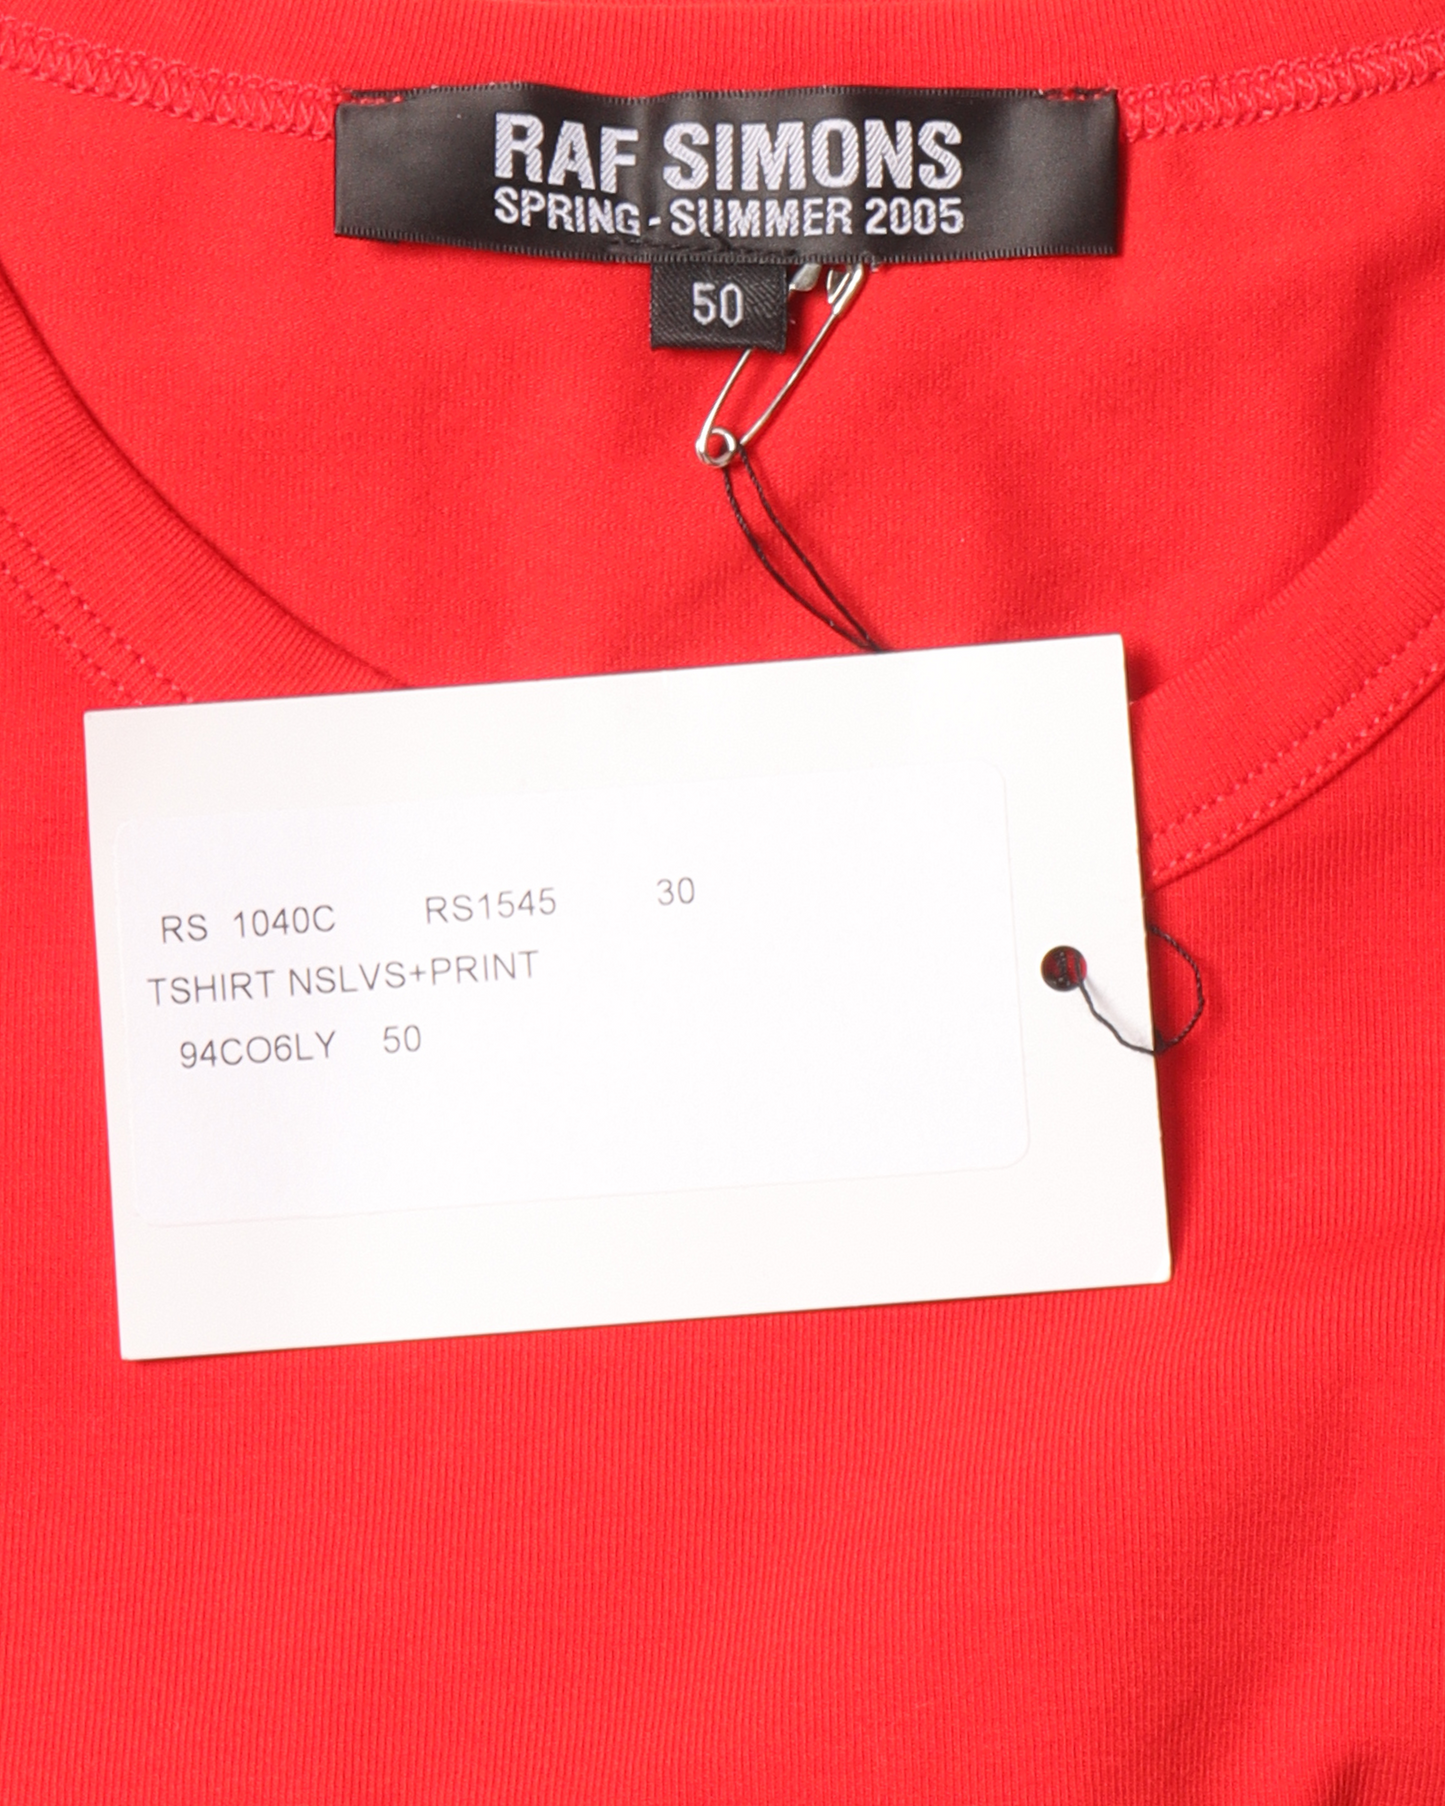 RAF SIMONS
SPRING - SUMMER 2005
50
RS 1040C RS1545 30
TSHIRT NSLVS+PRINT
94CO6LY 50